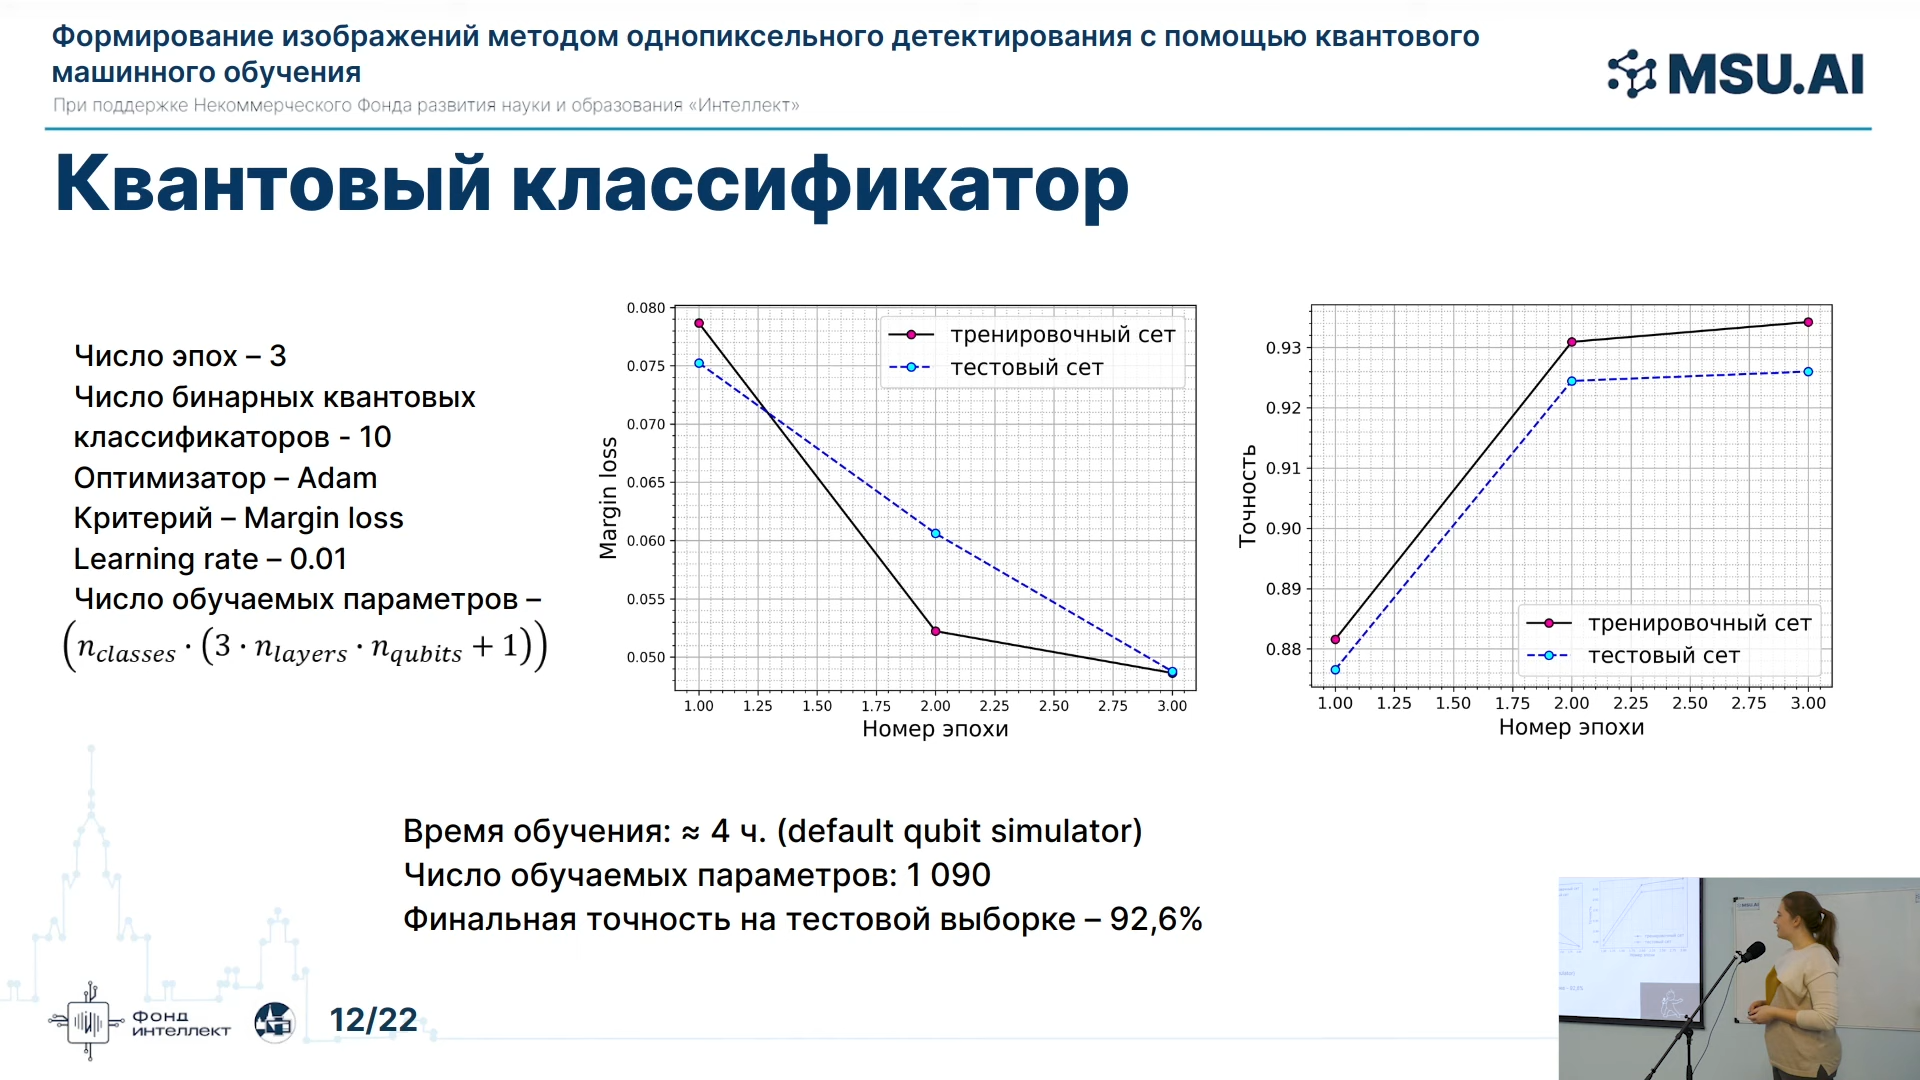 Формирование изображений методом однопиксельного детектирования с помощью квантового
машинного обучения
При поддержке Некоммерческого Фонда развития науки и образования «Интеллект»
MSU.AI
Квантовый классификатор
Число эпох – 3
Число бинарных квантовых
классификаторов - 10
Оптимизатор – Adam
Критерий – Margin loss
Learning rate – 0.01
Число обучаемых параметров –
(n_classes · (3 · n_layers · n_qubits + 1))
Margin loss
0.080
0.075
0.070
0.065
0.060
0.055
0.050
тренировочный сет
тестовый сет
1.00 1.25 1.50 1.75 2.00 2.25 2.50 2.75 3.00
Номер эпохи
Точность
0.93
0.92
0.91
0.90
0.89
0.88
тренировочный сет
тестовый сет
1.00 1.25 1.50 1.75 2.00 2.25 2.50 2.75 3.00
Номер эпохи
Время обучения: ≈ 4 ч. (default qubit simulator)
Число обучаемых параметров: 1 090
Финальная точность на тестовой выборке – 92,6%
ФОНД
ИНТЕЛЛЕКТ
12/22